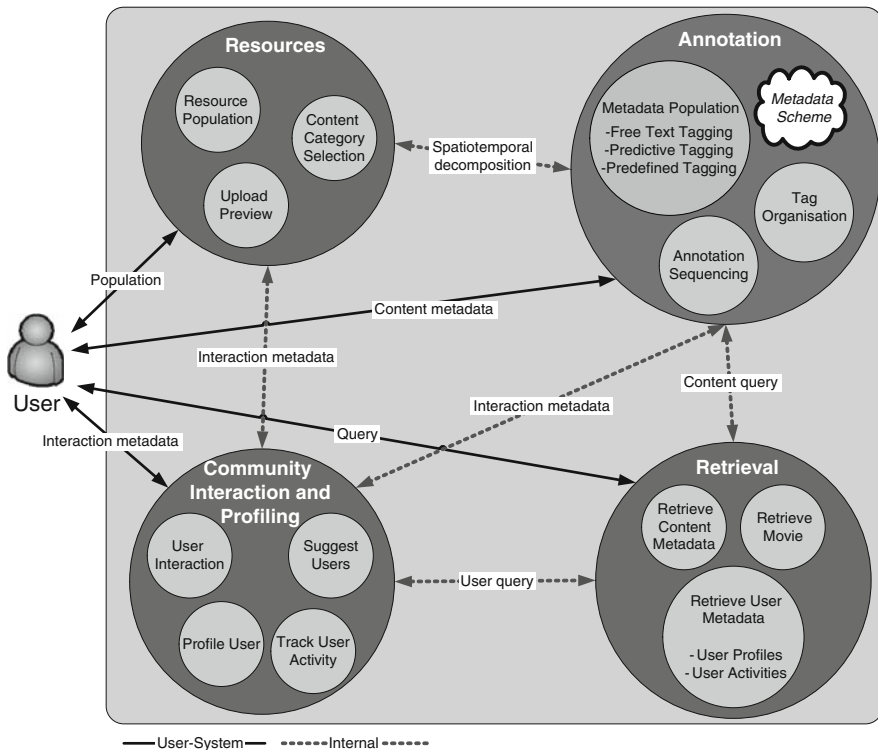 Resources
Resource
Population
Content
Category
Selection
Upload
Preview
Annotation
Metadata Population
-Free Text Tagging
-Predictive Tagging
-Predefined Tagging
Metadata
Scheme
Tag
Organisation
Annotation
Sequencing
Spatiotemporal
decomposition
Population
Content metadata
Interaction metadata
User
Interaction metadata
Query
Interaction metadata
Content query
Community
Interaction and
Profiling
User
Interaction
Suggest
Users
Profile User
Track User
Activity
User query
Retrieval
Retrieve
Content
Metadata
Retrieve
Movie
Retrieve User
Metadata
- User Profiles
- User Activities
User-System
Internal